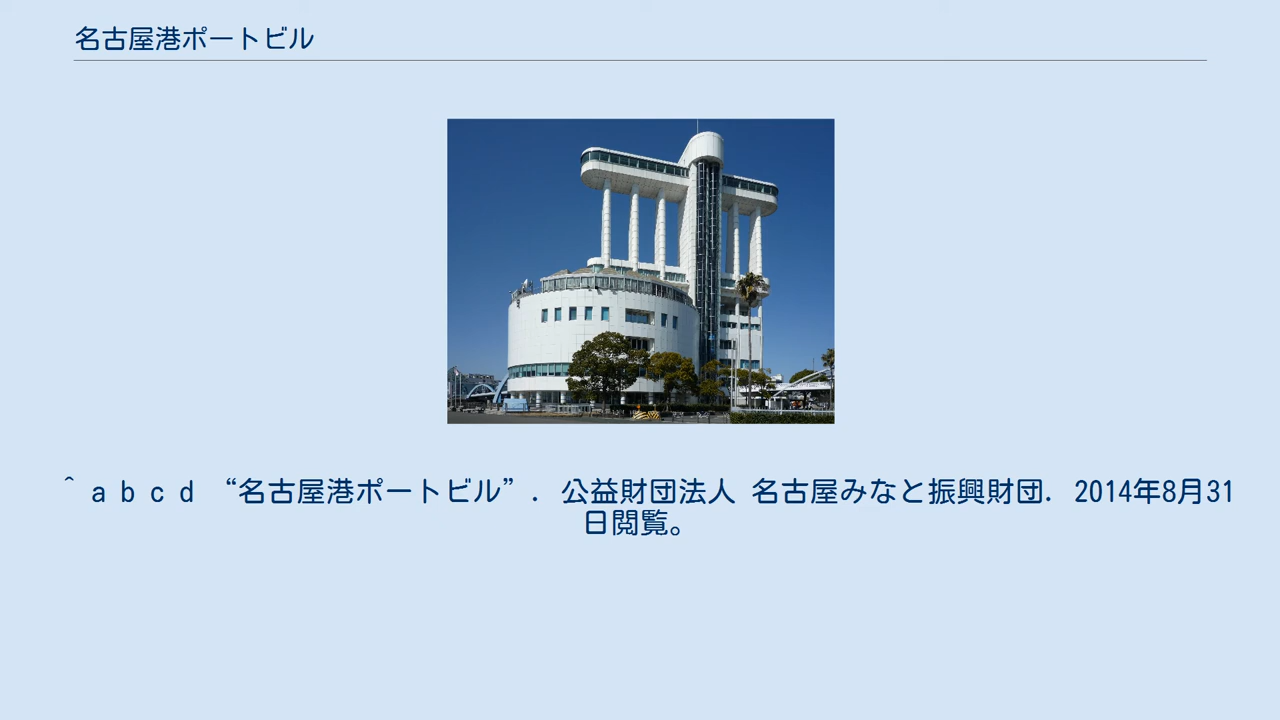 名古屋港ポートビル
^ a b c d “名古屋港ポートビル”. 公益財団法人 名古屋みなと振興財団. 2014年8月31
日閲覧。